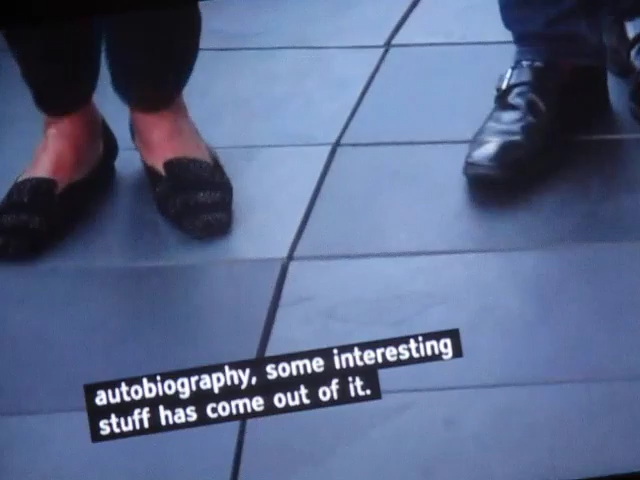 autobiography, some interesting
stuff has come out of it.